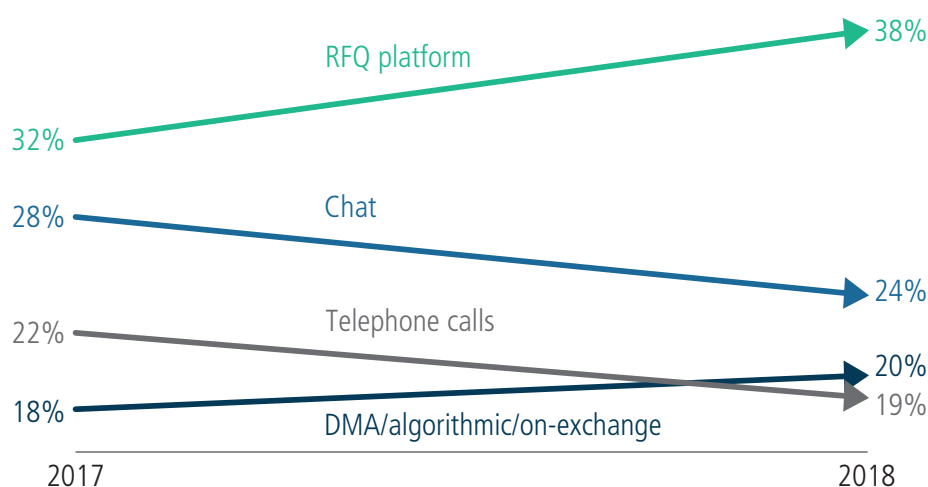 38%
RFQ platform
32%
Chat
28%
24%
Telephone calls
22%
20%
19%
18%
DMA/algorithmic/on-exchange
2017 2018